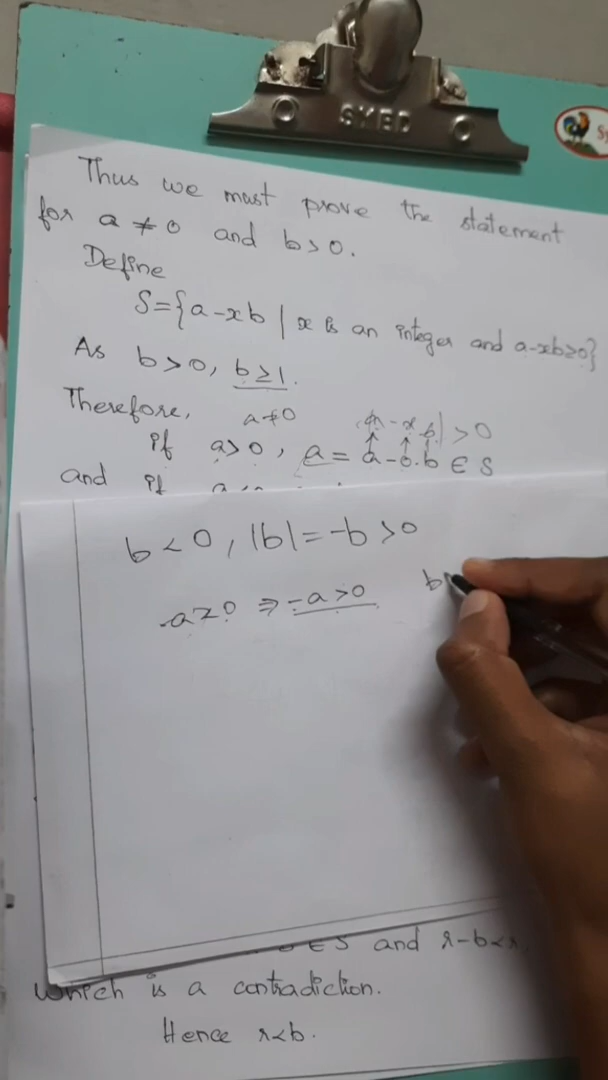 SYED
Sy
Thus we must prove the statement
for a ≠ 0 and b>0.
Define
S={a-xb | x is an integer and a-xb≥0}
As b>0, b≥1.
Therefore, a≠0
if a>0, a = a-0.b ∈ S
and if
b<0, |b|=-b>0
⇒ -a>0 b
∈ S and r-b<r,
which is a contradiction.
Hence r<b.